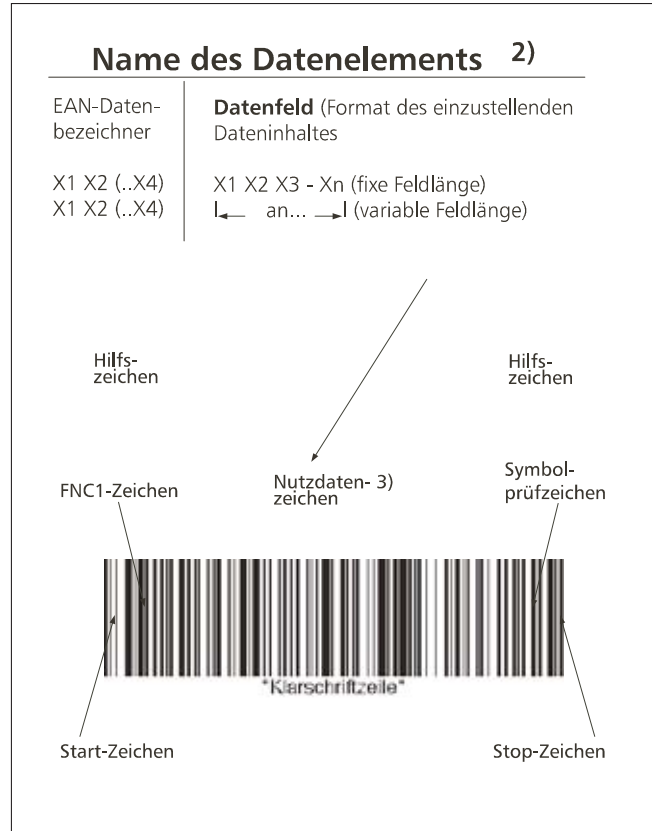 Name des Datenelements 2)
EAN-Daten-
bezeichner
Datenfeld (Format des einzustellenden
Dateninhaltes
X1 X2 (..X4) X1 X2 X3 - Xn (fixe Feldlänge)
X1 X2 (..X4) I← an... →I (variable Feldlänge)
Hilfs-
zeichen
Hilfs-
zeichen
FNC1-Zeichen
Nutzdaten- 3)
zeichen
Symbol-
prüfzeichen
"Klarschriftzeile"
Start-Zeichen
Stop-Zeichen